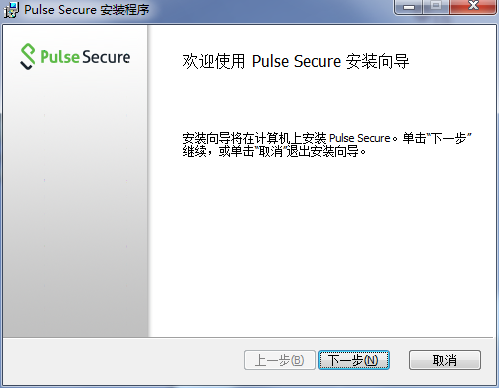 Pulse Secure 安装程序
Pulse Secure
欢迎使用 Pulse Secure 安装向导
安装向导将在计算机上安装 Pulse Secure。单击“下一步”
继续，或单击“取消”退出安装向导。
上一步(B) 下一步(N) 取消